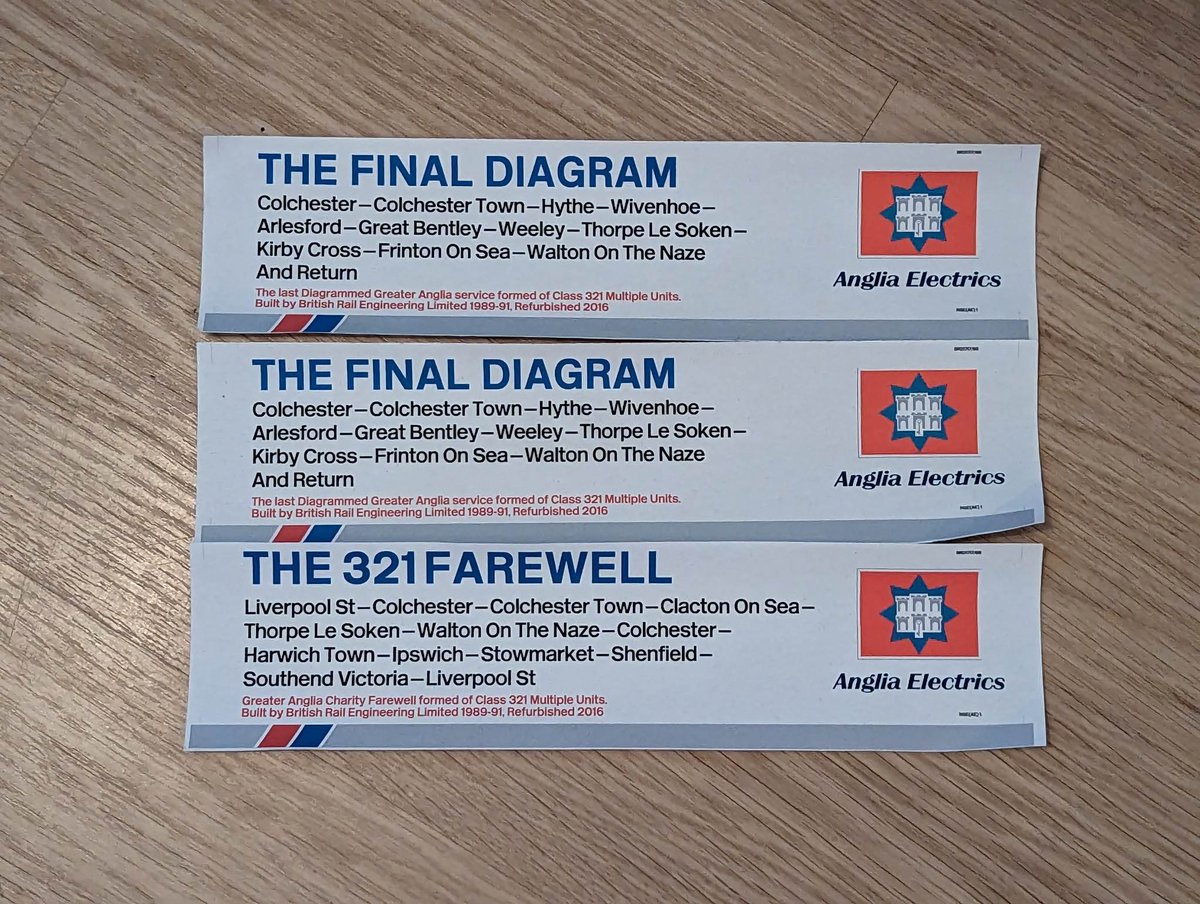 THE FINAL DIAGRAM
Colchester–Colchester Town–Hythe–Wivenhoe–
Arlesford–Great Bentley–Weeley–Thorpe Le Soken–
Kirby Cross–Frinton On Sea–Walton On The Naze
And Return
The last Diagrammed Greater Anglia service formed of Class 321 Multiple Units.
Built by British Rail Engineering Limited 1989-91, Refurbished 2016
Anglia Electrics
THE FINAL DIAGRAM
Colchester–Colchester Town–Hythe–Wivenhoe–
Arlesford–Great Bentley–Weeley–Thorpe Le Soken–
Kirby Cross–Frinton On Sea–Walton On The Naze
And Return
The last Diagrammed Greater Anglia service formed of Class 321 Multiple Units.
Built by British Rail Engineering Limited 1989-91, Refurbished 2016
Anglia Electrics
THE 321 FAREWELL
Liverpool St–Colchester–Colchester Town–Clacton On Sea–
Thorpe Le Soken–Walton On The Naze–Colchester–
Harwich Town–Ipswich–Stowmarket–Shenfield–
Southend Victoria–Liverpool St
Greater Anglia Charity Farewell formed of Class 321 Multiple Units.
Built by British Rail Engineering Limited 1989-91, Refurbished 2016
Anglia Electrics